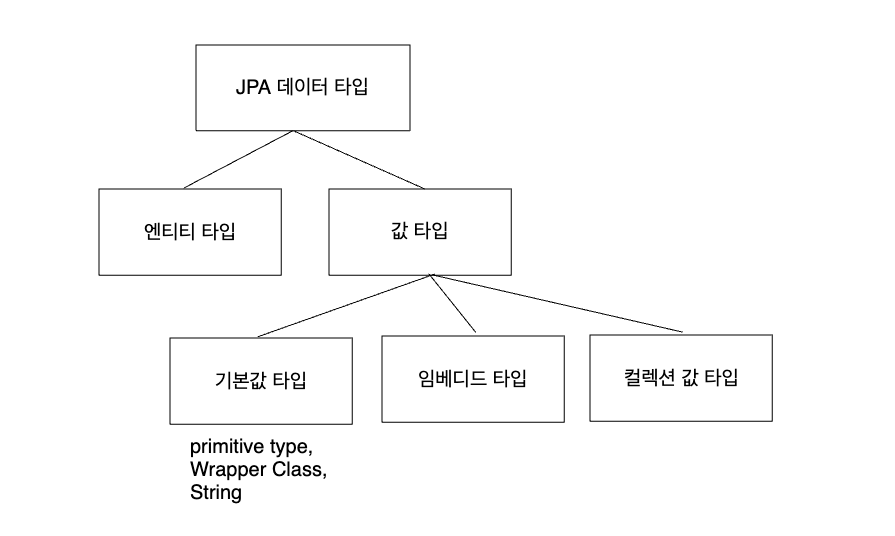 JPA 데이터 타입
엔티티 타입
값 타입
기본값 타입
임베디드 타입
컬렉션 값 타입
primitive type,
Wrapper Class,
String